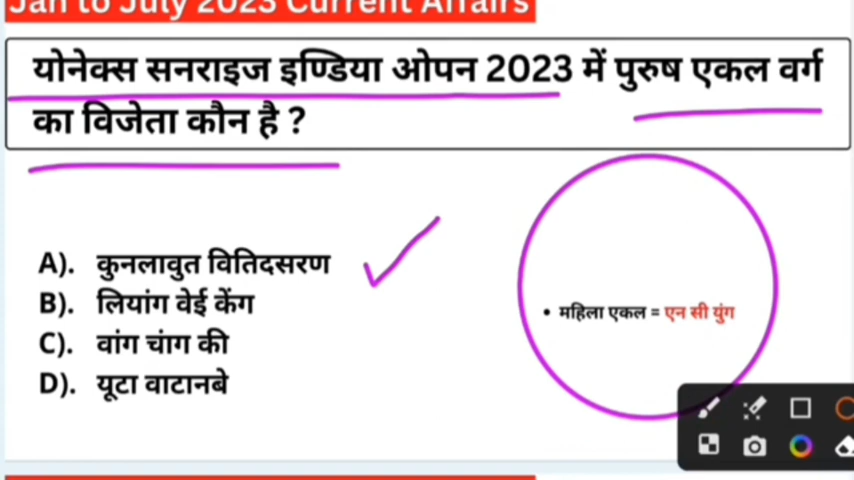 Jan to July 2023 Current Affairs
योनेक्स सनराइज इण्डिया ओपन 2023 में पुरुष एकल वर्ग
का विजेता कौन है ?
A). कुनलावुत वितिदसरण
B). लियांग वेई केंग
C). वांग चांग की
D). यूटा वाटानबे
• महिला एकल = एन सी युंग